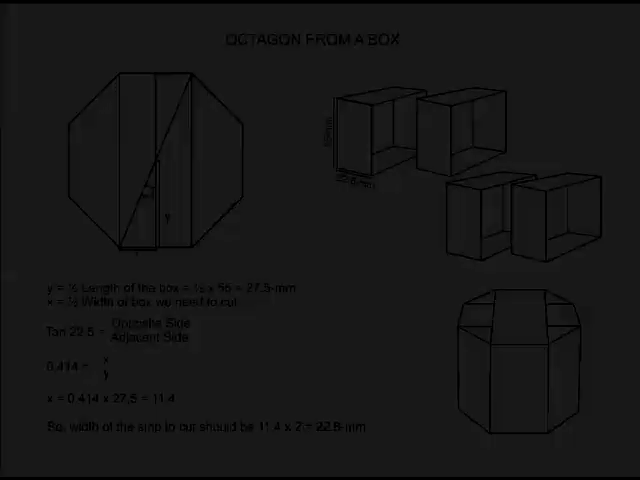 OCTAGON FROM A BOX
y = ½ Length of the box = ½ x 55 = 27.5-mm
x = ½ Width of box we need to cut
Tan 22.5 = Opposite Side
Adjacent Side
0.414 = x
y
x = 0.414 x 27.5 = 11.4
So, width of the strip to cut should be 11.4 x 2 = 22.8-mm